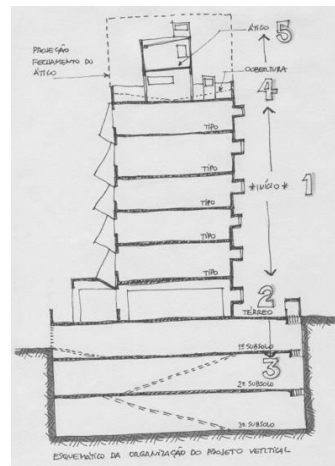 PROJEÇÃO
FECHAMENTO DO
ÁTICO
ÁTICO
5
COBERTURA
4
TIPO
TIPO
*INÍCIO*
1
TIPO
TIPO
TIPO
2
TÉRREO
1º SUBSOLO
3
2º SUBSOLO
3º SUBSOLO
ESQUEMÁTICO DA ORGANIZAÇÃO DO PROJETO VETITICAL